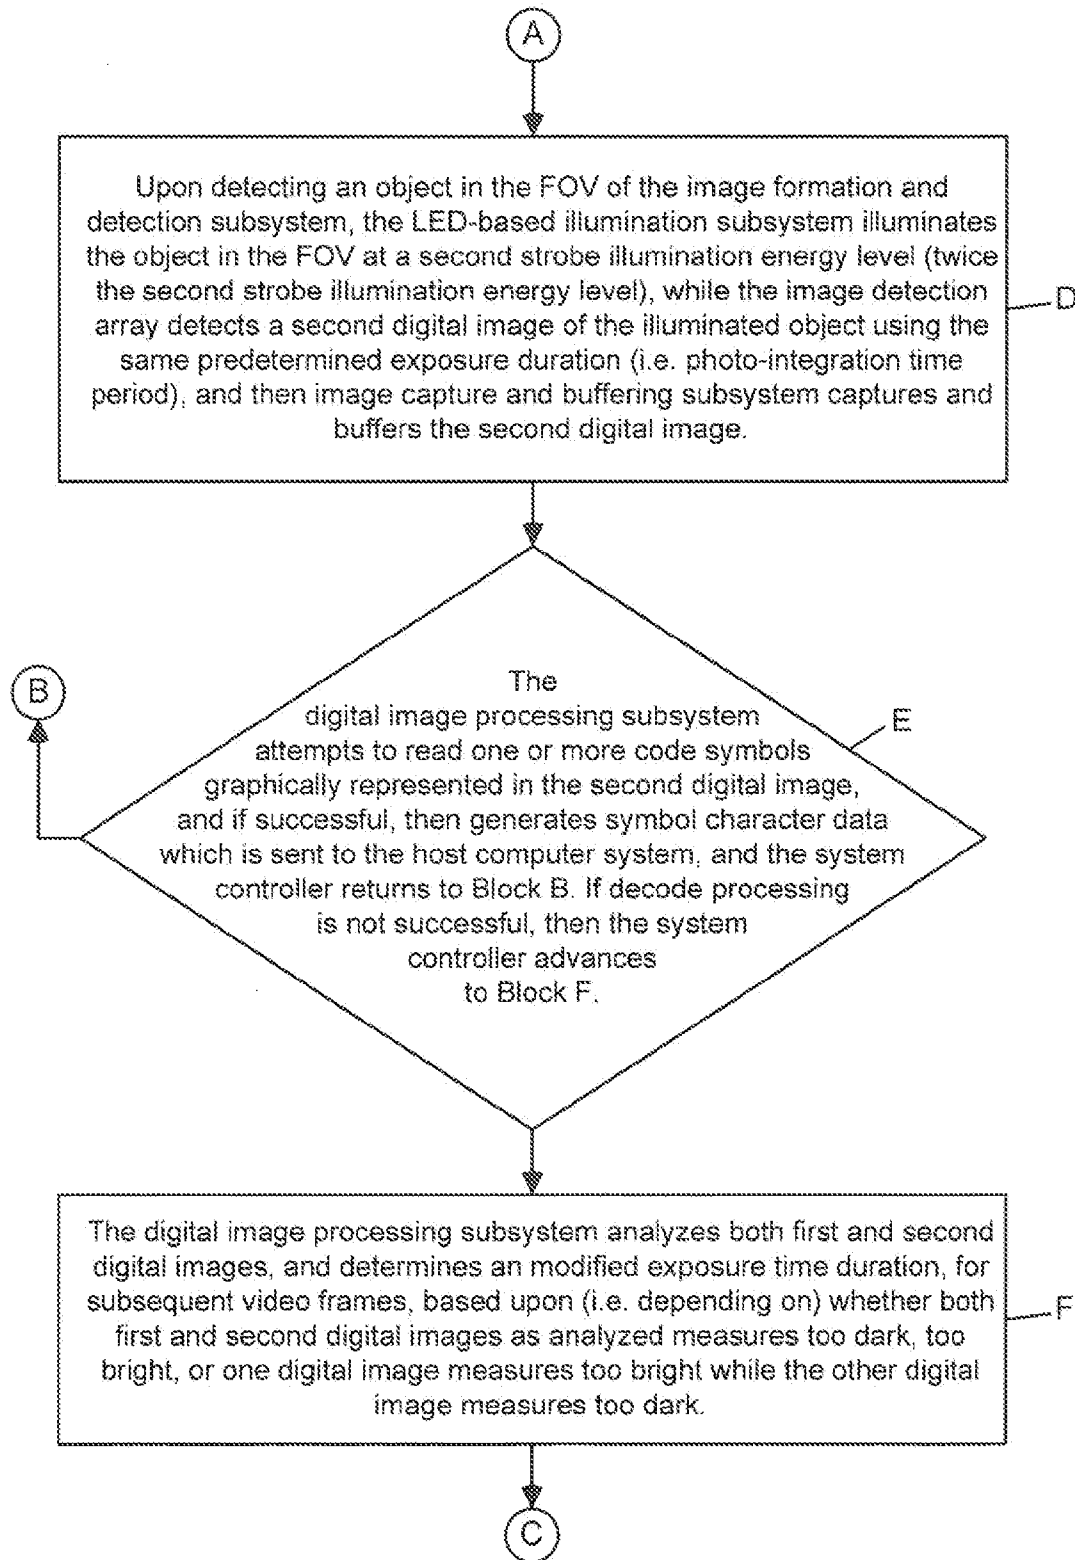 A
Upon detecting an object in the FOV of the image formation and
detection subsystem, the LED-based illumination subsystem illuminates
the object in the FOV at a second strobe illumination energy level (twice
the second strobe illumination energy level), while the image detection
array detects a second digital image of the illuminated object using the
same predetermined exposure duration (i.e. photo-integration time
period), and then image capture and buffering subsystem captures and
buffers the second digital image.
D
B
The
digital image processing subsystem
attempts to read one or more code symbols
graphically represented in the second digital image,
and if successful, then generates symbol character data
which is sent to the host computer system, and the system
controller returns to Block B. If decode processing
is not successful, then the system
controller advances
to Block F.
E
The digital image processing subsystem analyzes both first and second
digital images, and determines an modified exposure time duration, for
subsequent video frames, based upon (i.e. depending on) whether both
first and second digital images as analyzed measures too dark, too
bright, or one digital image measures too bright while the other digital
image measures too dark.
F
C